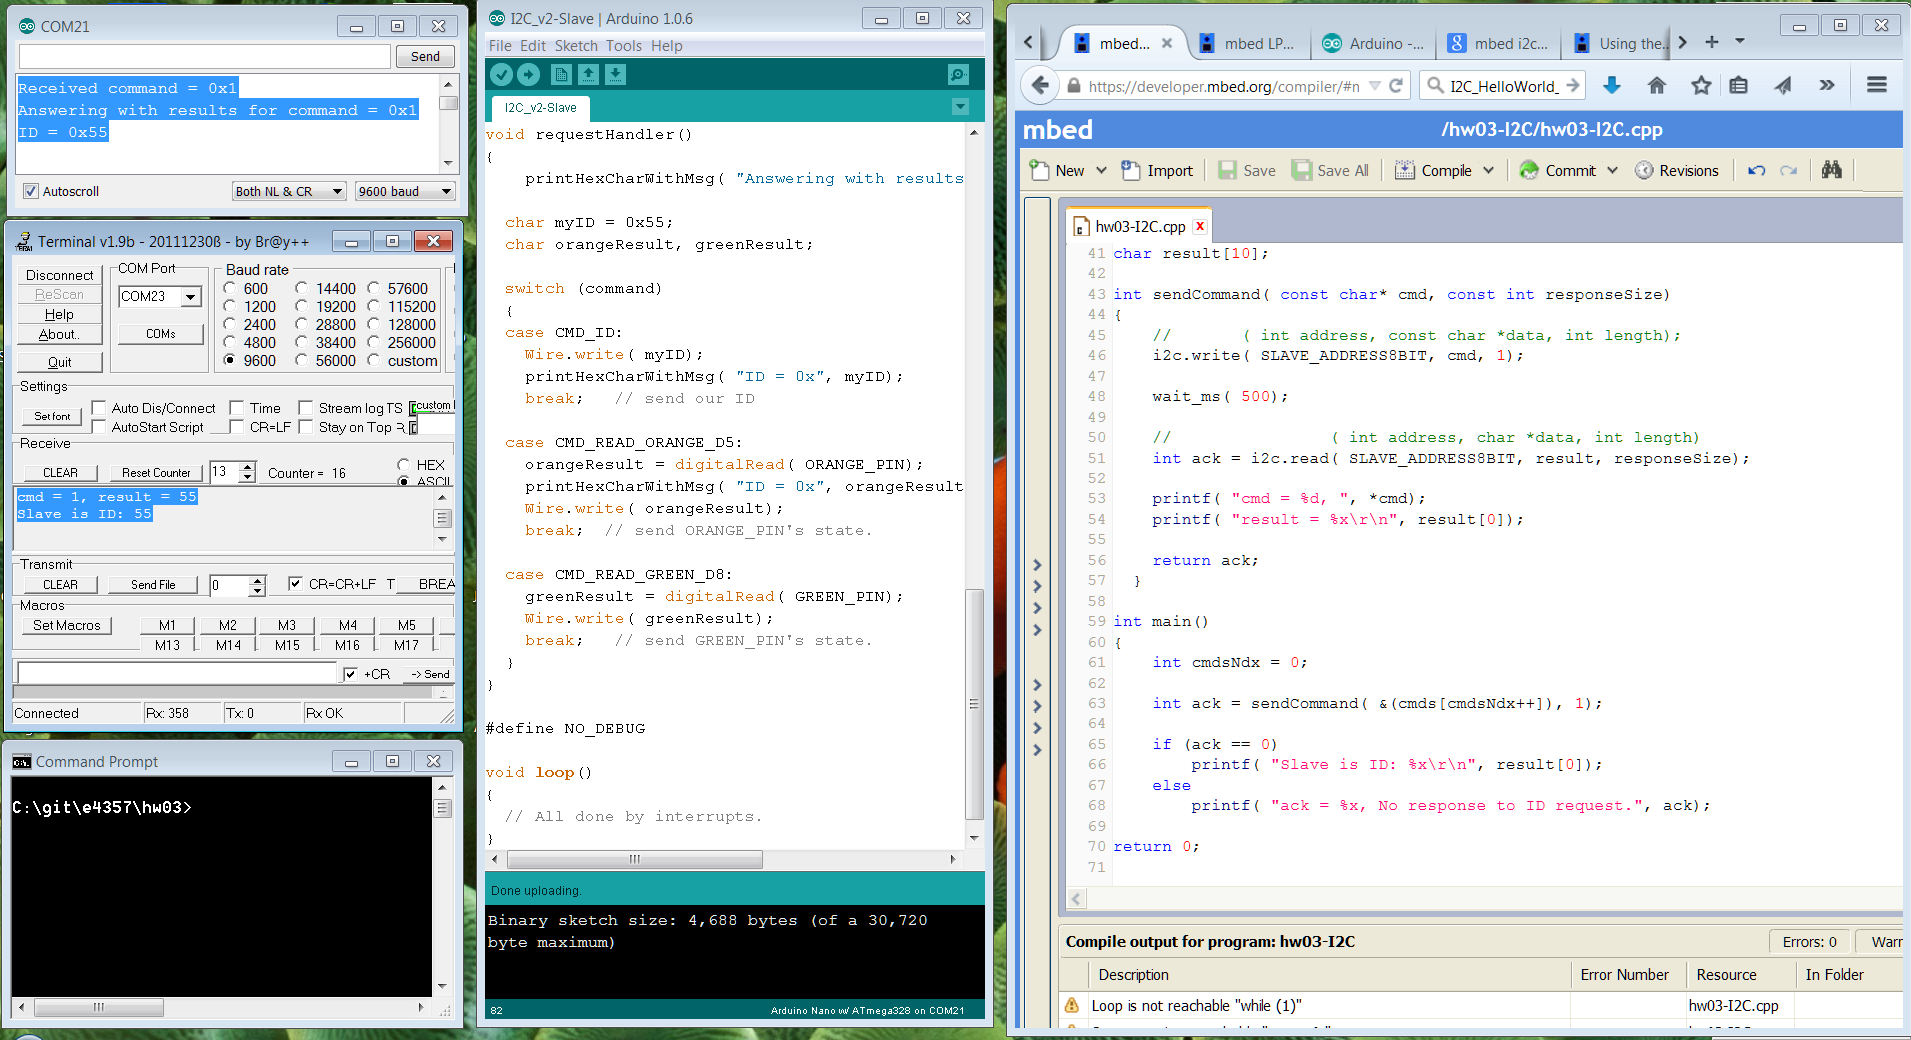 COM21
Send
Received command = 0x1
Answering with results for command = 0x1
ID = 0x55
Autoscroll
Both NL & CR
9600 baud
Terminal v1.9b - 20111230ß - by Br@y++
Disconnect
ReScan
Help
About..
Quit
COM Port
COM23
COMs
Baud rate
600 14400 57600
1200 19200 115200
2400 28800 128000
4800 38400 256000
9600 56000 custom
Settings
Set font
Auto Dis/Connect Time Stream log TS custom
AutoStart Script CR=LF Stay on Top
Receive
CLEAR Reset Counter 13 Counter = 16
HEX
ASCII
cmd = 1, result = 55
Slave is ID: 55
Transmit
CLEAR Send File 0 CR=CR+LF T BREA
Macros
Set Macros M1 M2 M3 M4 M5
M13 M14 M15 M16 M17
+CR -> Send
Connected Rx: 358 Tx: 0 Rx OK
Command Prompt
C:\git\e4357\hw03>
I2C_v2-Slave | Arduino 1.0.6
File Edit Sketch Tools Help
I2C_v2-Slave
void requestHandler()
{
printHexCharWithMsg( "Answering with results
char myID = 0x55;
char orangeResult, greenResult;
switch (command)
{
case CMD_ID:
Wire.write( myID);
printHexCharWithMsg( "ID = 0x", myID);
break;   // send our ID
case CMD_READ_ORANGE_D5:
orangeResult = digitalRead( ORANGE_PIN);
printHexCharWithMsg( "ID = 0x", orangeResult
Wire.write( orangeResult);
break;  // send ORANGE_PIN's state.
case CMD_READ_GREEN_D8:
greenResult = digitalRead( GREEN_PIN);
Wire.write( greenResult);
break;   // send GREEN_PIN's state.
}
}
#define NO_DEBUG
void loop()
{
// All done by interrupts.
}
Done uploading.
Binary sketch size: 4,688 bytes (of a 30,720
byte maximum)
82
Arduino Nano w/ ATmega328 on COM21
mbed...
mbed LP...
Arduino -...
mbed i2c...
Using the...
https://developer.mbed.org/compiler/#n
I2C_HelloWorld_
mbed
/hw03-I2C/hw03-I2C.cpp
New Import Save Save All Compile Commit Revisions
hw03-I2C.cpp
41 char result[10];
42
43 int sendCommand( const char* cmd, const int responseSize)
44 {
45 //       ( int address, const char *data, int length);
46 i2c.write( SLAVE_ADDRESS8BIT, cmd, 1);
47
48 wait_ms( 500);
49
50 //                ( int address, char *data, int length)
51 int ack = i2c.read( SLAVE_ADDRESS8BIT, result, responseSize);
52
53 printf( "cmd = %d, ", *cmd);
54 printf( "result = %x\r\n", result[0]);
55
56 return ack;
57 }
58
59 int main()
60 {
61 int cmdsNdx = 0;
62
63 int ack = sendCommand( &(cmds[cmdsNdx++]), 1);
64
65 if (ack == 0)
66 printf( "Slave is ID: %x\r\n", result[0]);
67 else
68 printf( "ack = %x, No response to ID request.", ack);
69
70 return 0;
71
Compile output for program: hw03-I2C
Errors: 0
Warr
Description Error Number Resource In Folder
Loop is not reachable "while (1)" hw03-I2C.cpp